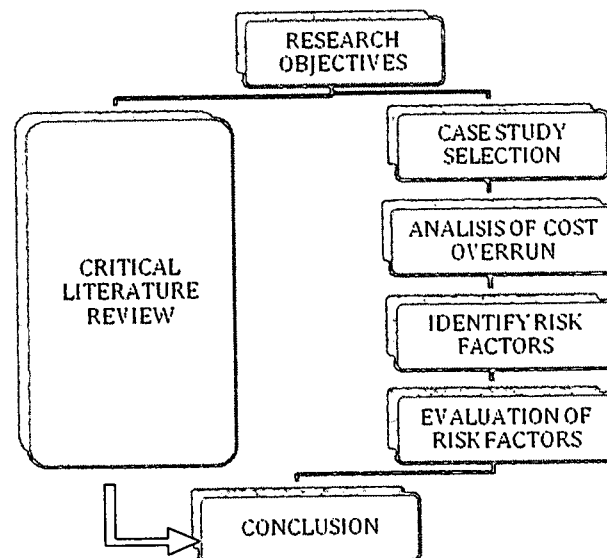 RESEARCH
OBJECTIVES
CRITICAL
LITERATURE
REVIEW
CASE STUDY
SELECTION
ANALISIS OF COST
OVERRUN
IDENTIFY RISK
FACTORS
EVALUATION OF
RISK FACTORS
CONCLUSION